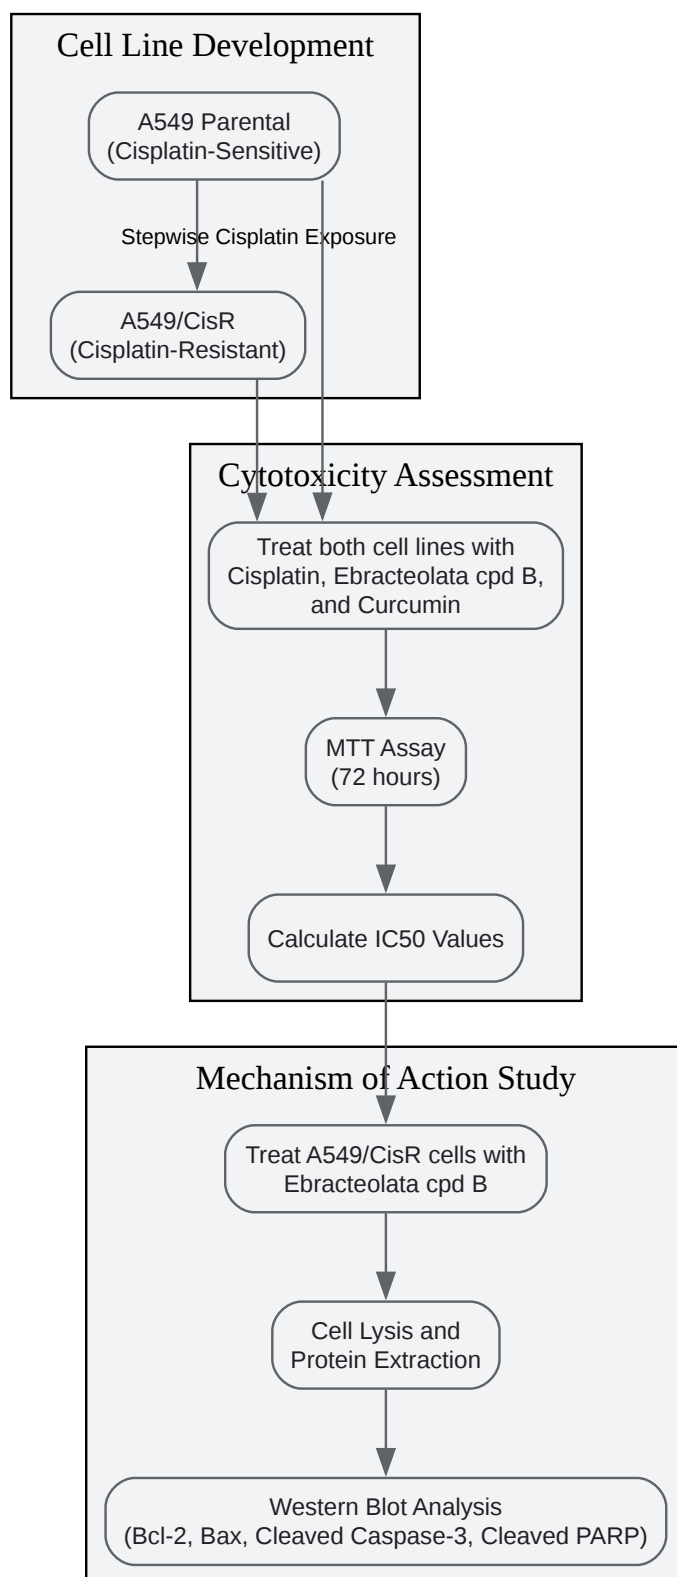 Cell Line Development
A549 Parental
(Cisplatin-Sensitive)
Stepwise Cisplatin Exposure
A549/CisR
(Cisplatin-Resistant)
Cytotoxicity Assessment
Treat both cell lines with
Cisplatin, Ebracteolata cpd B,
and Curcumin
MTT Assay
(72 hours)
Calculate IC50 Values
Mechanism of Action Study
Treat A549/CisR cells with
Ebracteolata cpd B
Cell Lysis and
Protein Extraction
Western Blot Analysis
(Bcl-2, Bax, Cleaved Caspase-3, Cleaved PARP)